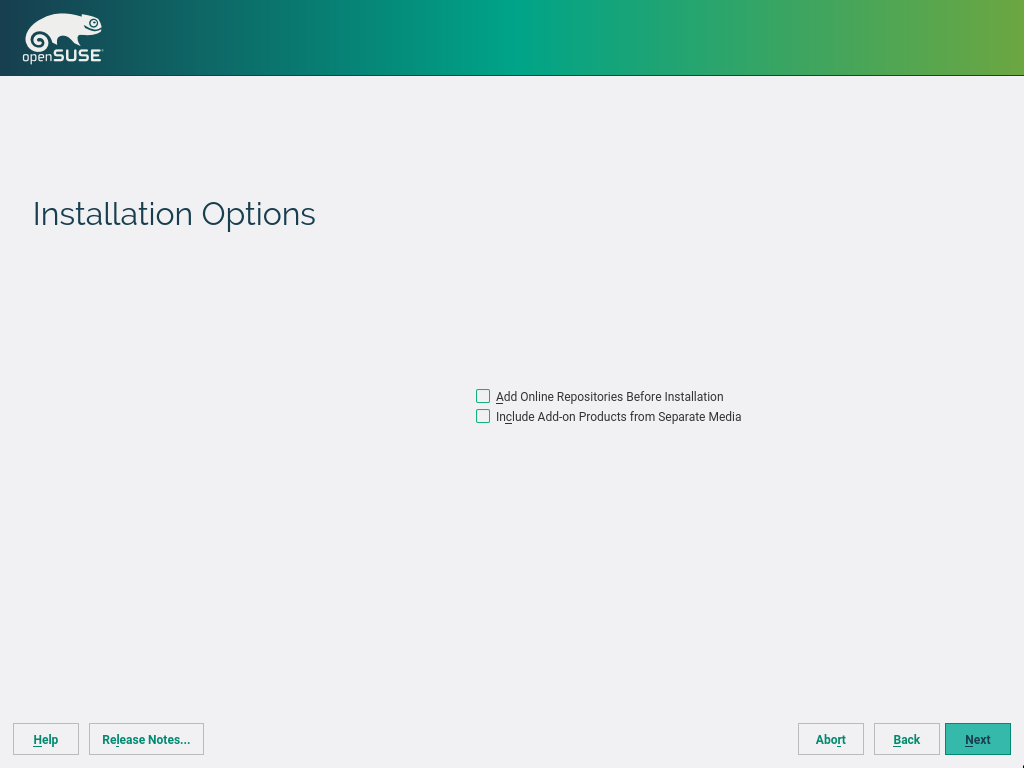 openSUSE
Installation Options
Add Online Repositories Before Installation
Include Add-on Products from Separate Media
Help Release Notes... Abort Back Next